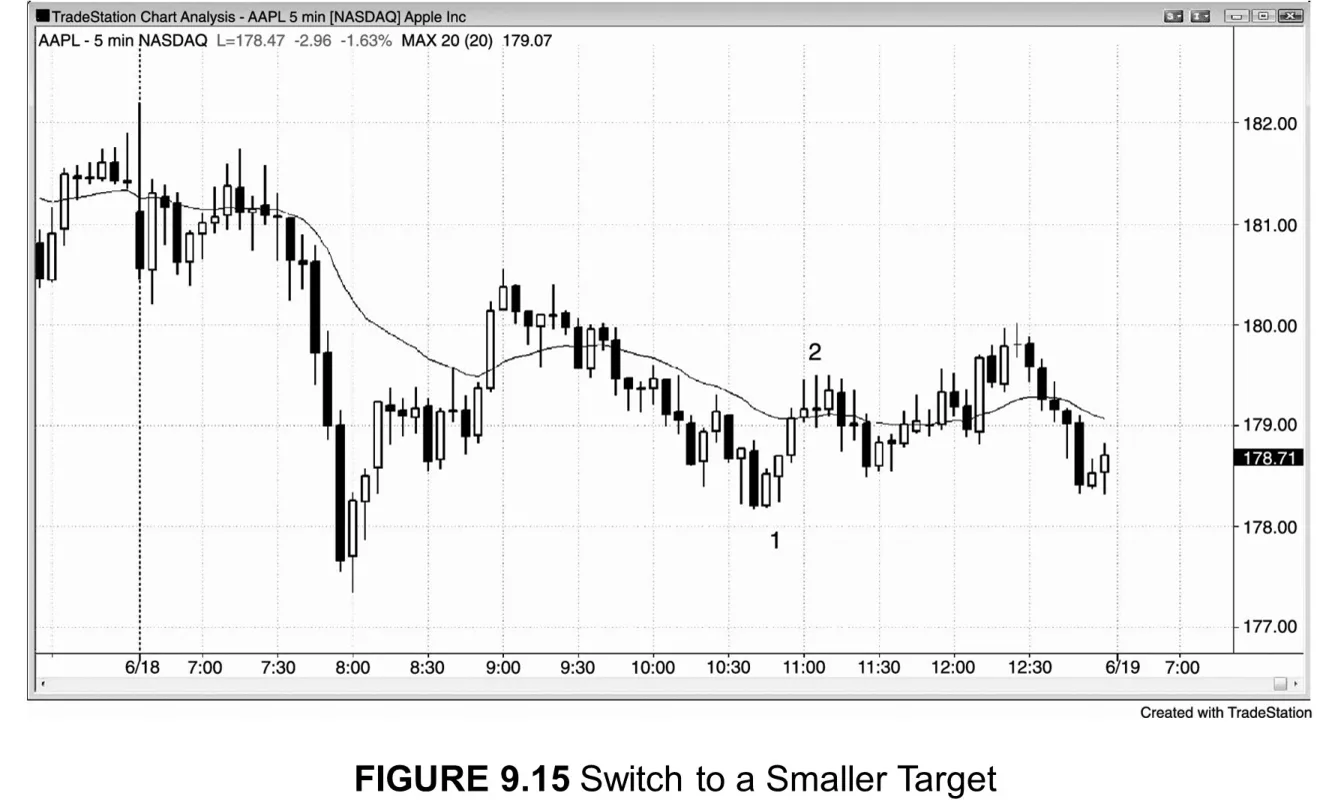 TradeStation Chart Analysis - AAPL 5 min [NASDAQ] Apple Inc
AAPL - 5 min NASDAQ L=178.47 -2.96 -1.63% MAX 20 (20) 179.07
182.00
181.00
180.00
2
179.00
178.71
1
178.00
177.00
6/18 7:00 7:30 8:00 8:30 9:00 9:30 10:00 10:30 11:00 11:30 12:00 12:30 6/19 7:00
Created with TradeStation
FIGURE 9.15 Switch to a Smaller Target